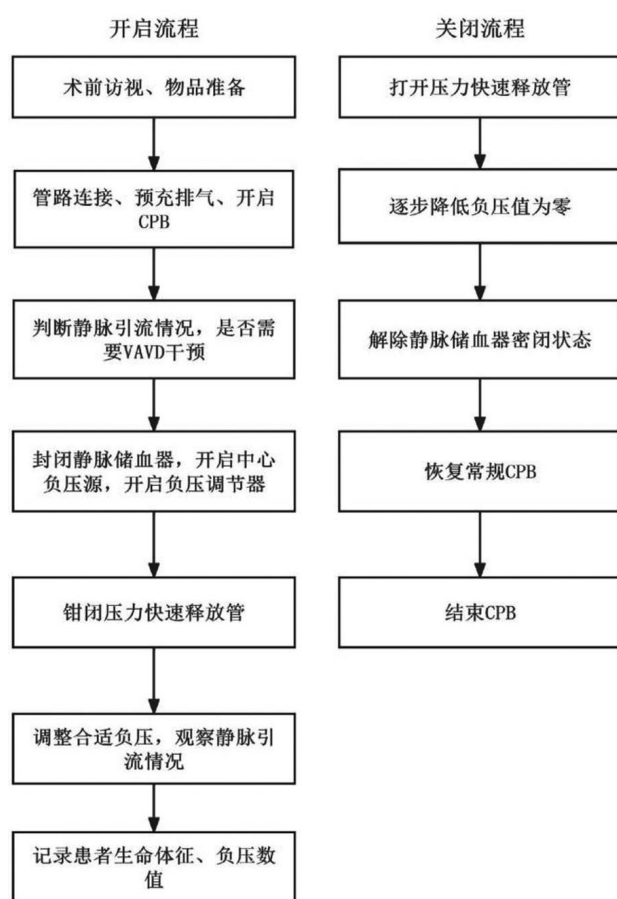 开启流程
术前访视、物品准备
管路连接、预充排气、开启
CPB
判断静脉引流情况，是否需
要VAVD干预
封闭静脉储血器，开启中心
负压源，开启负压调节器
钳闭压力快速释放管
调整合适负压，观察静脉引
流情况
记录患者生命体征、负压数
值
关闭流程
打开压力快速释放管
逐步降低负压值为零
解除静脉储血器密闭状态
恢复常规CPB
结束CPB